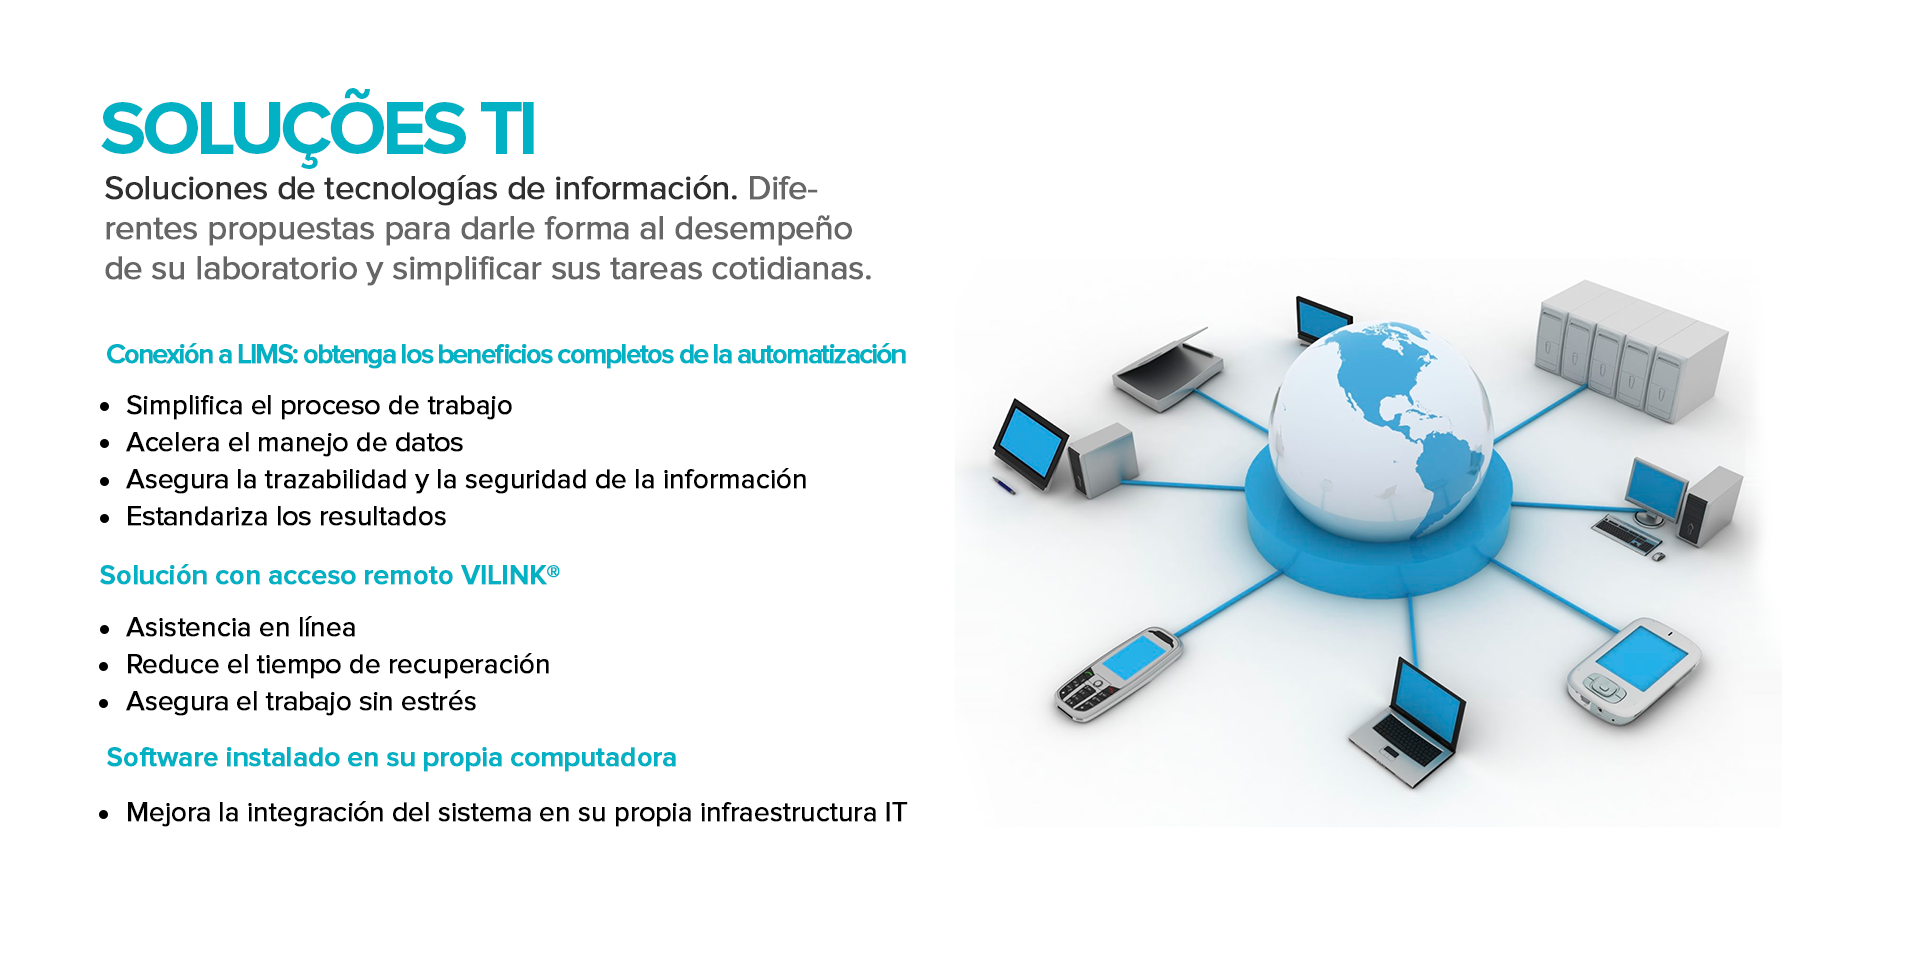 SOLUÇÕES TI
Soluciones de tecnologías de información. Dife-
rentes propuestas para darle forma al desempeño
de su laboratorio y simplificar sus tareas cotidianas.
Conexión a LIMS: obtenga los beneficios completos de la automatización
• Simplifica el proceso de trabajo
• Acelera el manejo de datos
• Asegura la trazabilidad y la seguridad de la información
• Estandariza los resultados
Solución con acceso remoto VILINK®
• Asistencia en línea
• Reduce el tiempo de recuperación
• Asegura el trabajo sin estrés
Software instalado en su propia computadora
• Mejora la integración del sistema en su propia infraestructura IT